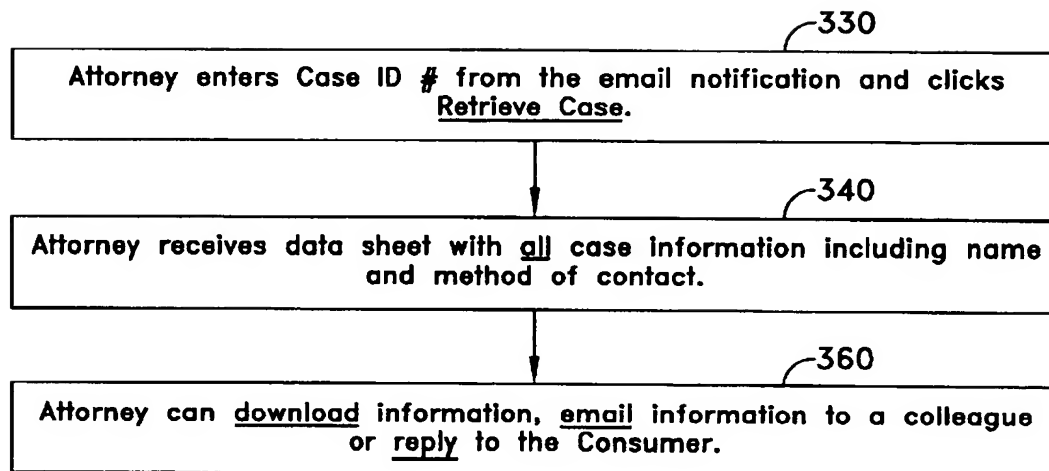 330
Attorney enters Case ID # from the email notification and clicks
Retrieve Case.
340
Attorney receives data sheet with all case information including name
and method of contact.
360
Attorney can download information, email information to a colleague
or reply to the Consumer.